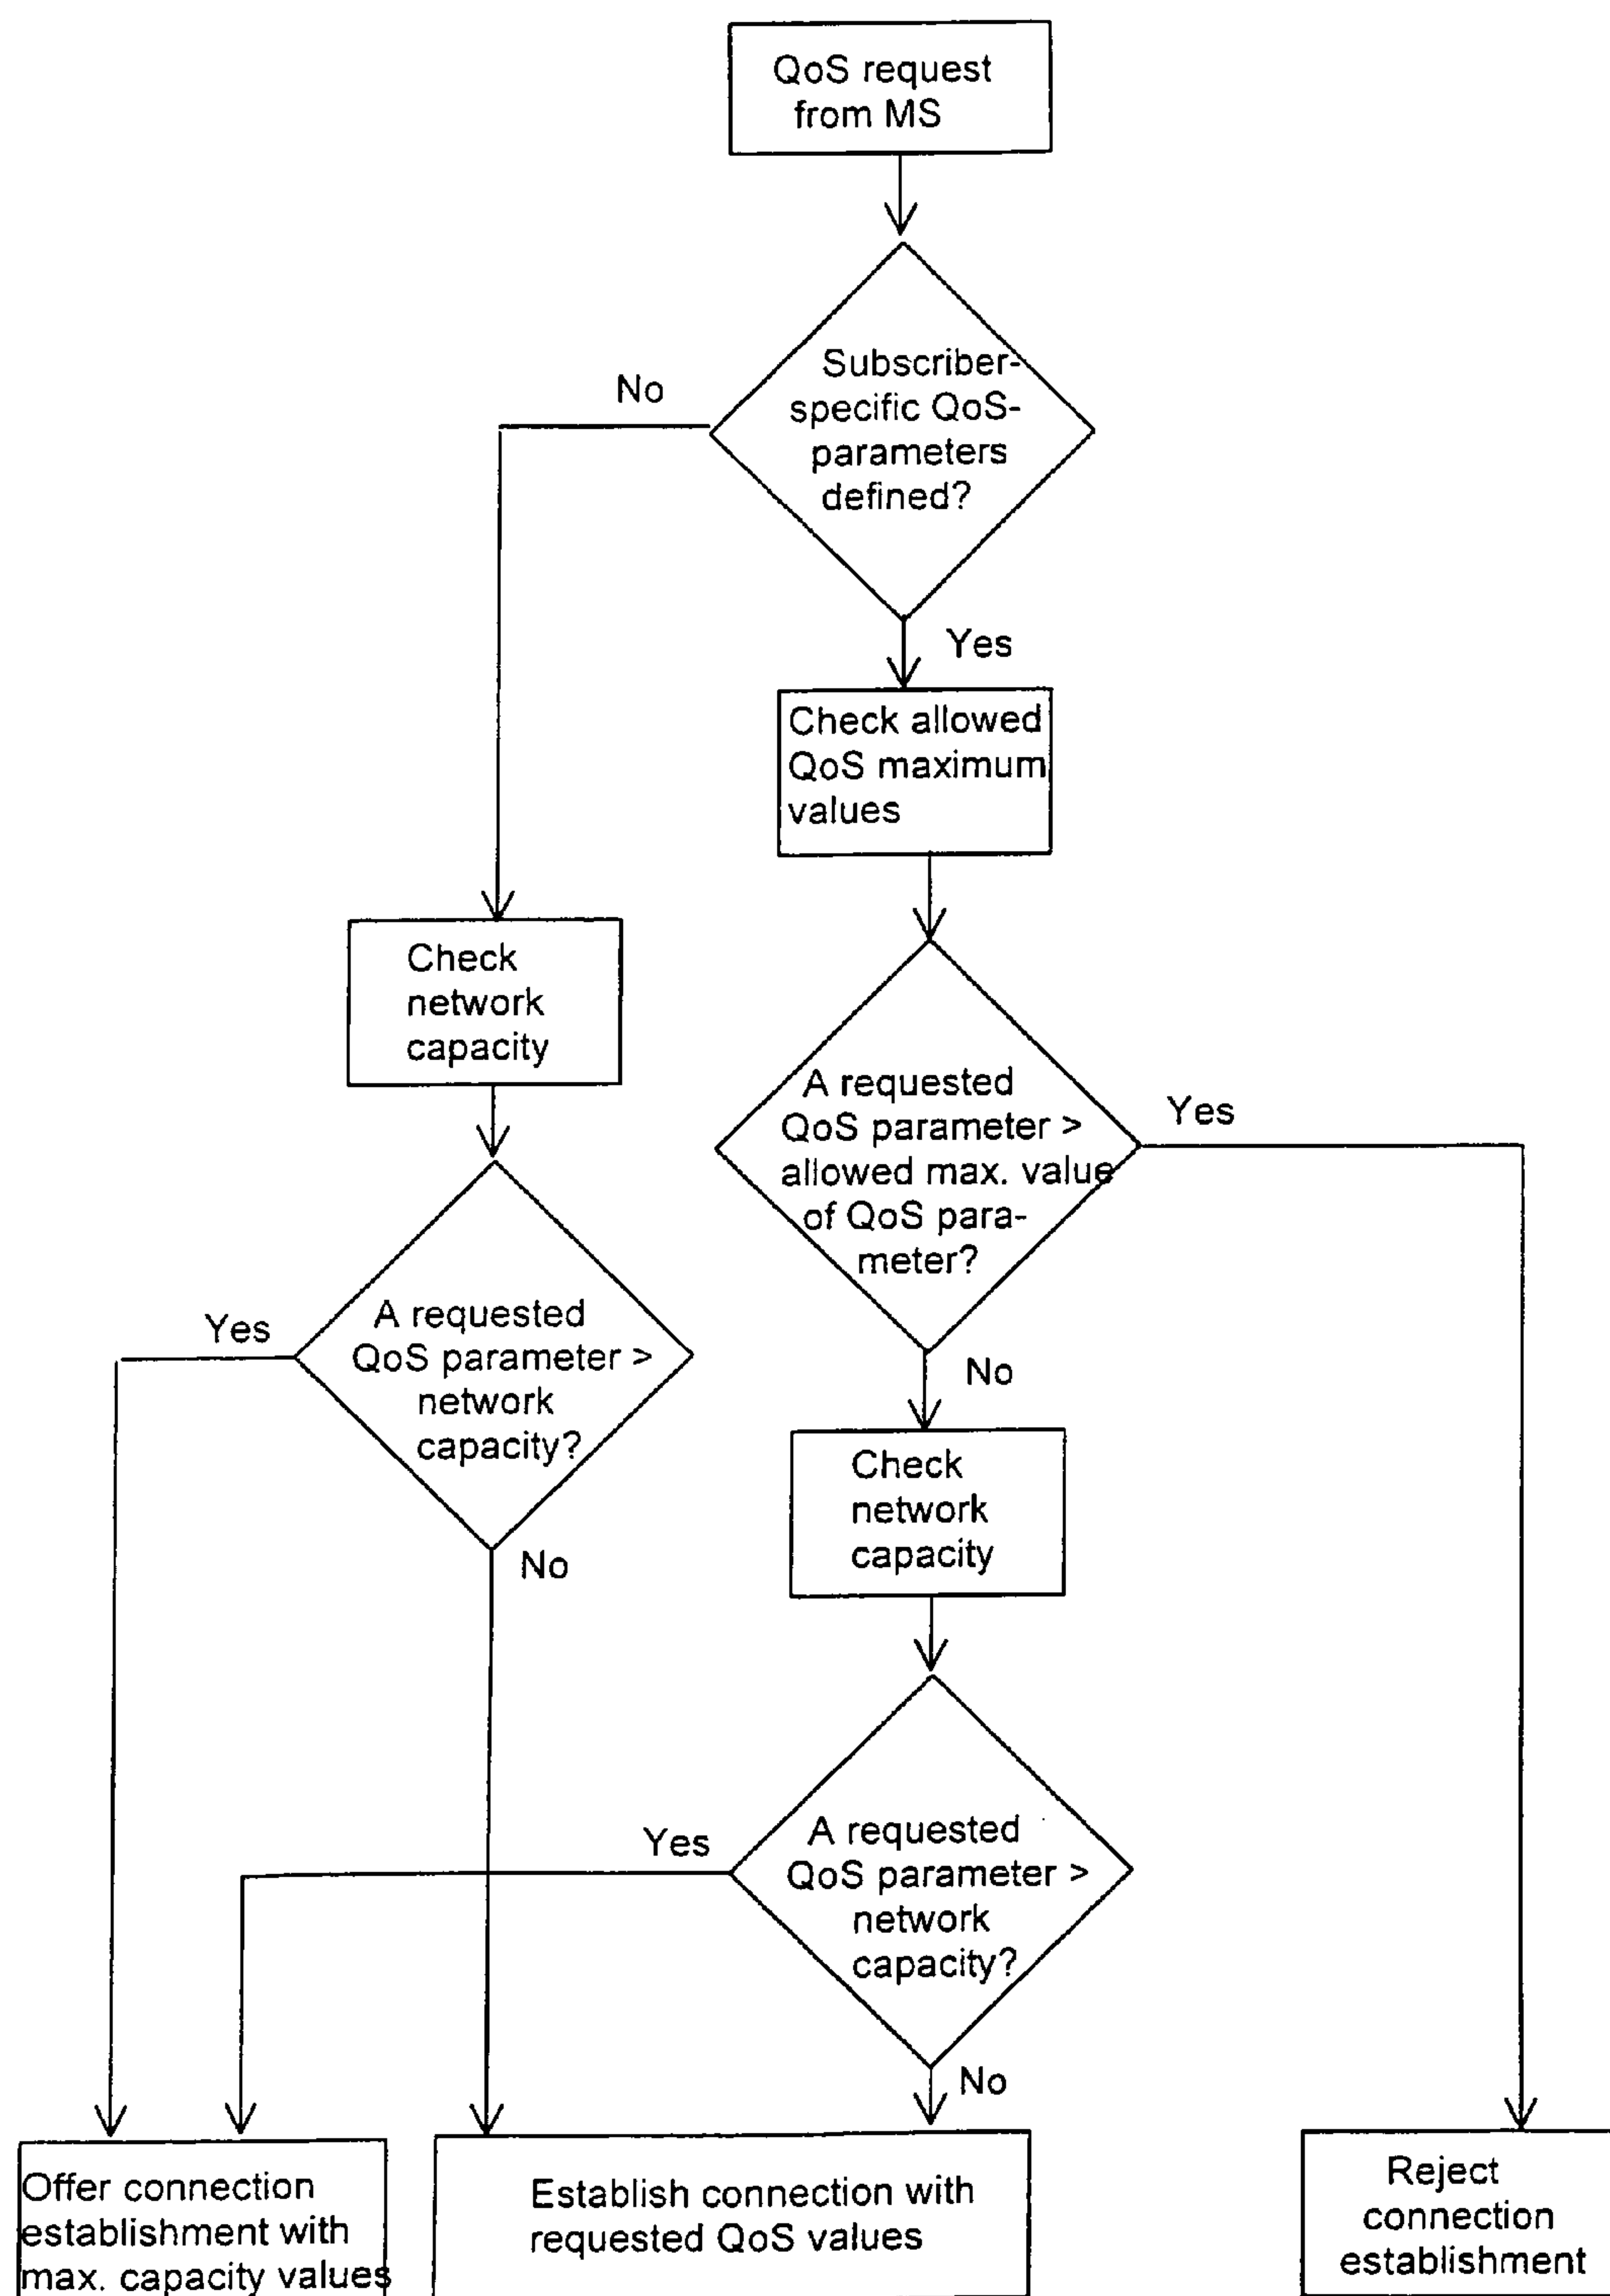 QoS request
from MS
Subscriber-
specific QoS-
parameters
defined?
No
Yes
Check allowed
QoS maximum
values
Check
network
capacity
A requested
QoS parameter >
allowed max. value
of QoS para-
meter?
Yes
No
A requested
QoS parameter >
network
capacity?
Yes
No
Check
network
capacity
A requested
QoS parameter >
network
capacity?
Yes
No
Offer connection
establishment with
max. capacity values
Establish connection with
requested QoS values
Reject
connection
establishment